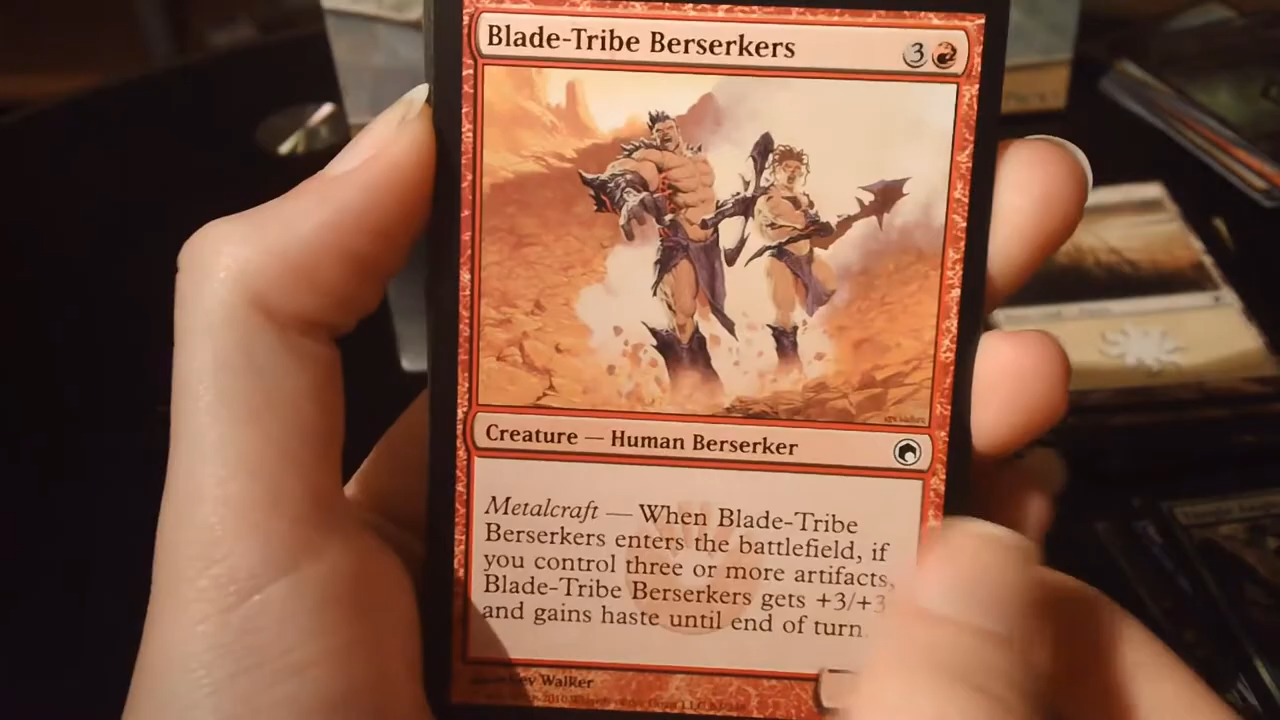 Blade-Tribe Berserkers
3
Creature — Human Berserker
Metalcraft — When Blade-Tribe
Berserkers enters the battlefield, if
you control three or more artifacts,
Blade-Tribe Berserkers gets +3/+3
and gains haste until end of turn.
Kev Walker